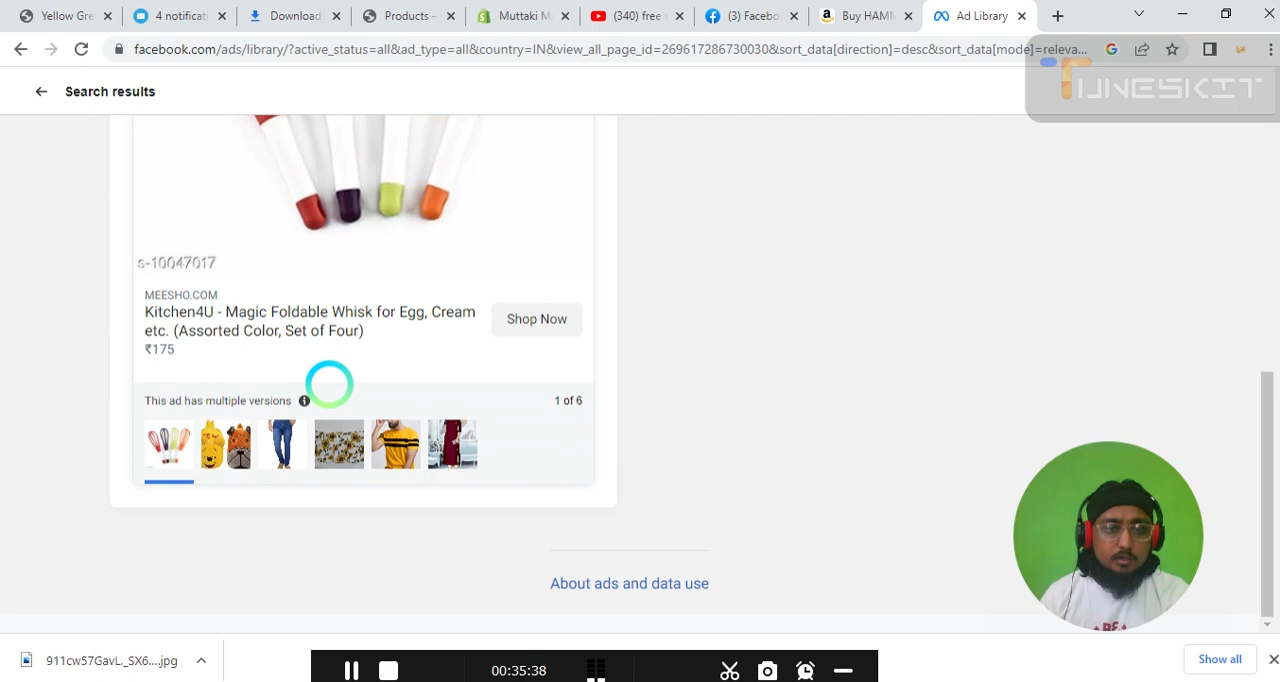 Yellow Gre
4 notificati
Download
Products –
Muttaki M
(340) free
(3) Facebo
Buy HAMM
Ad Library
facebook.com/ads/library/?active_status=all&ad_type=all&country=IN&view_all_page_id=269617286730030&sort_data[direction]=desc&sort_data[mode]=releva...
TUNESKIT
Search results
s-10047017
MEESHO.COM
Kitchen4U - Magic Foldable Whisk for Egg, Cream
etc. (Assorted Color, Set of Four)
₹175
Shop Now
This ad has multiple versions
1 of 6
About ads and data use
911cw57GavL._SX6....jpg
Show all
00:35:38